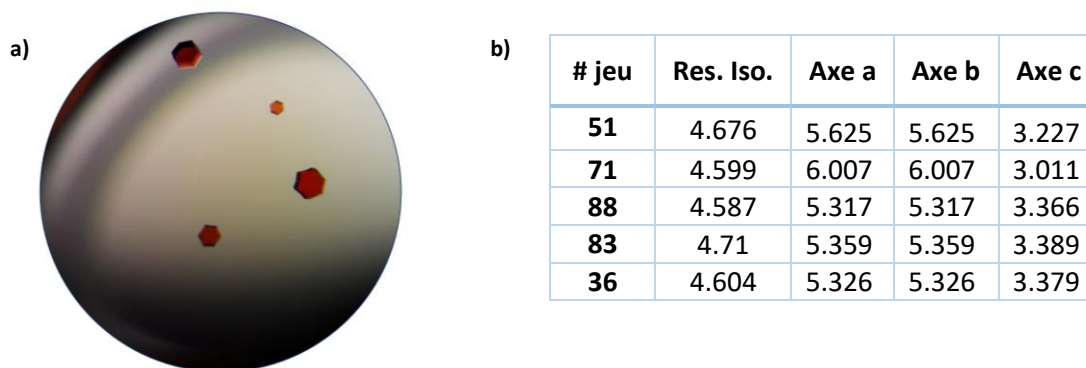 a)
b)
# jeu Res. Iso. Axe a Axe b Axe c
51 4.676 5.625 5.625 3.227
71 4.599 6.007 6.007 3.011
88 4.587 5.317 5.317 3.366
83 4.71 5.359 5.359 3.389
36 4.604 5.326 5.326 3.379